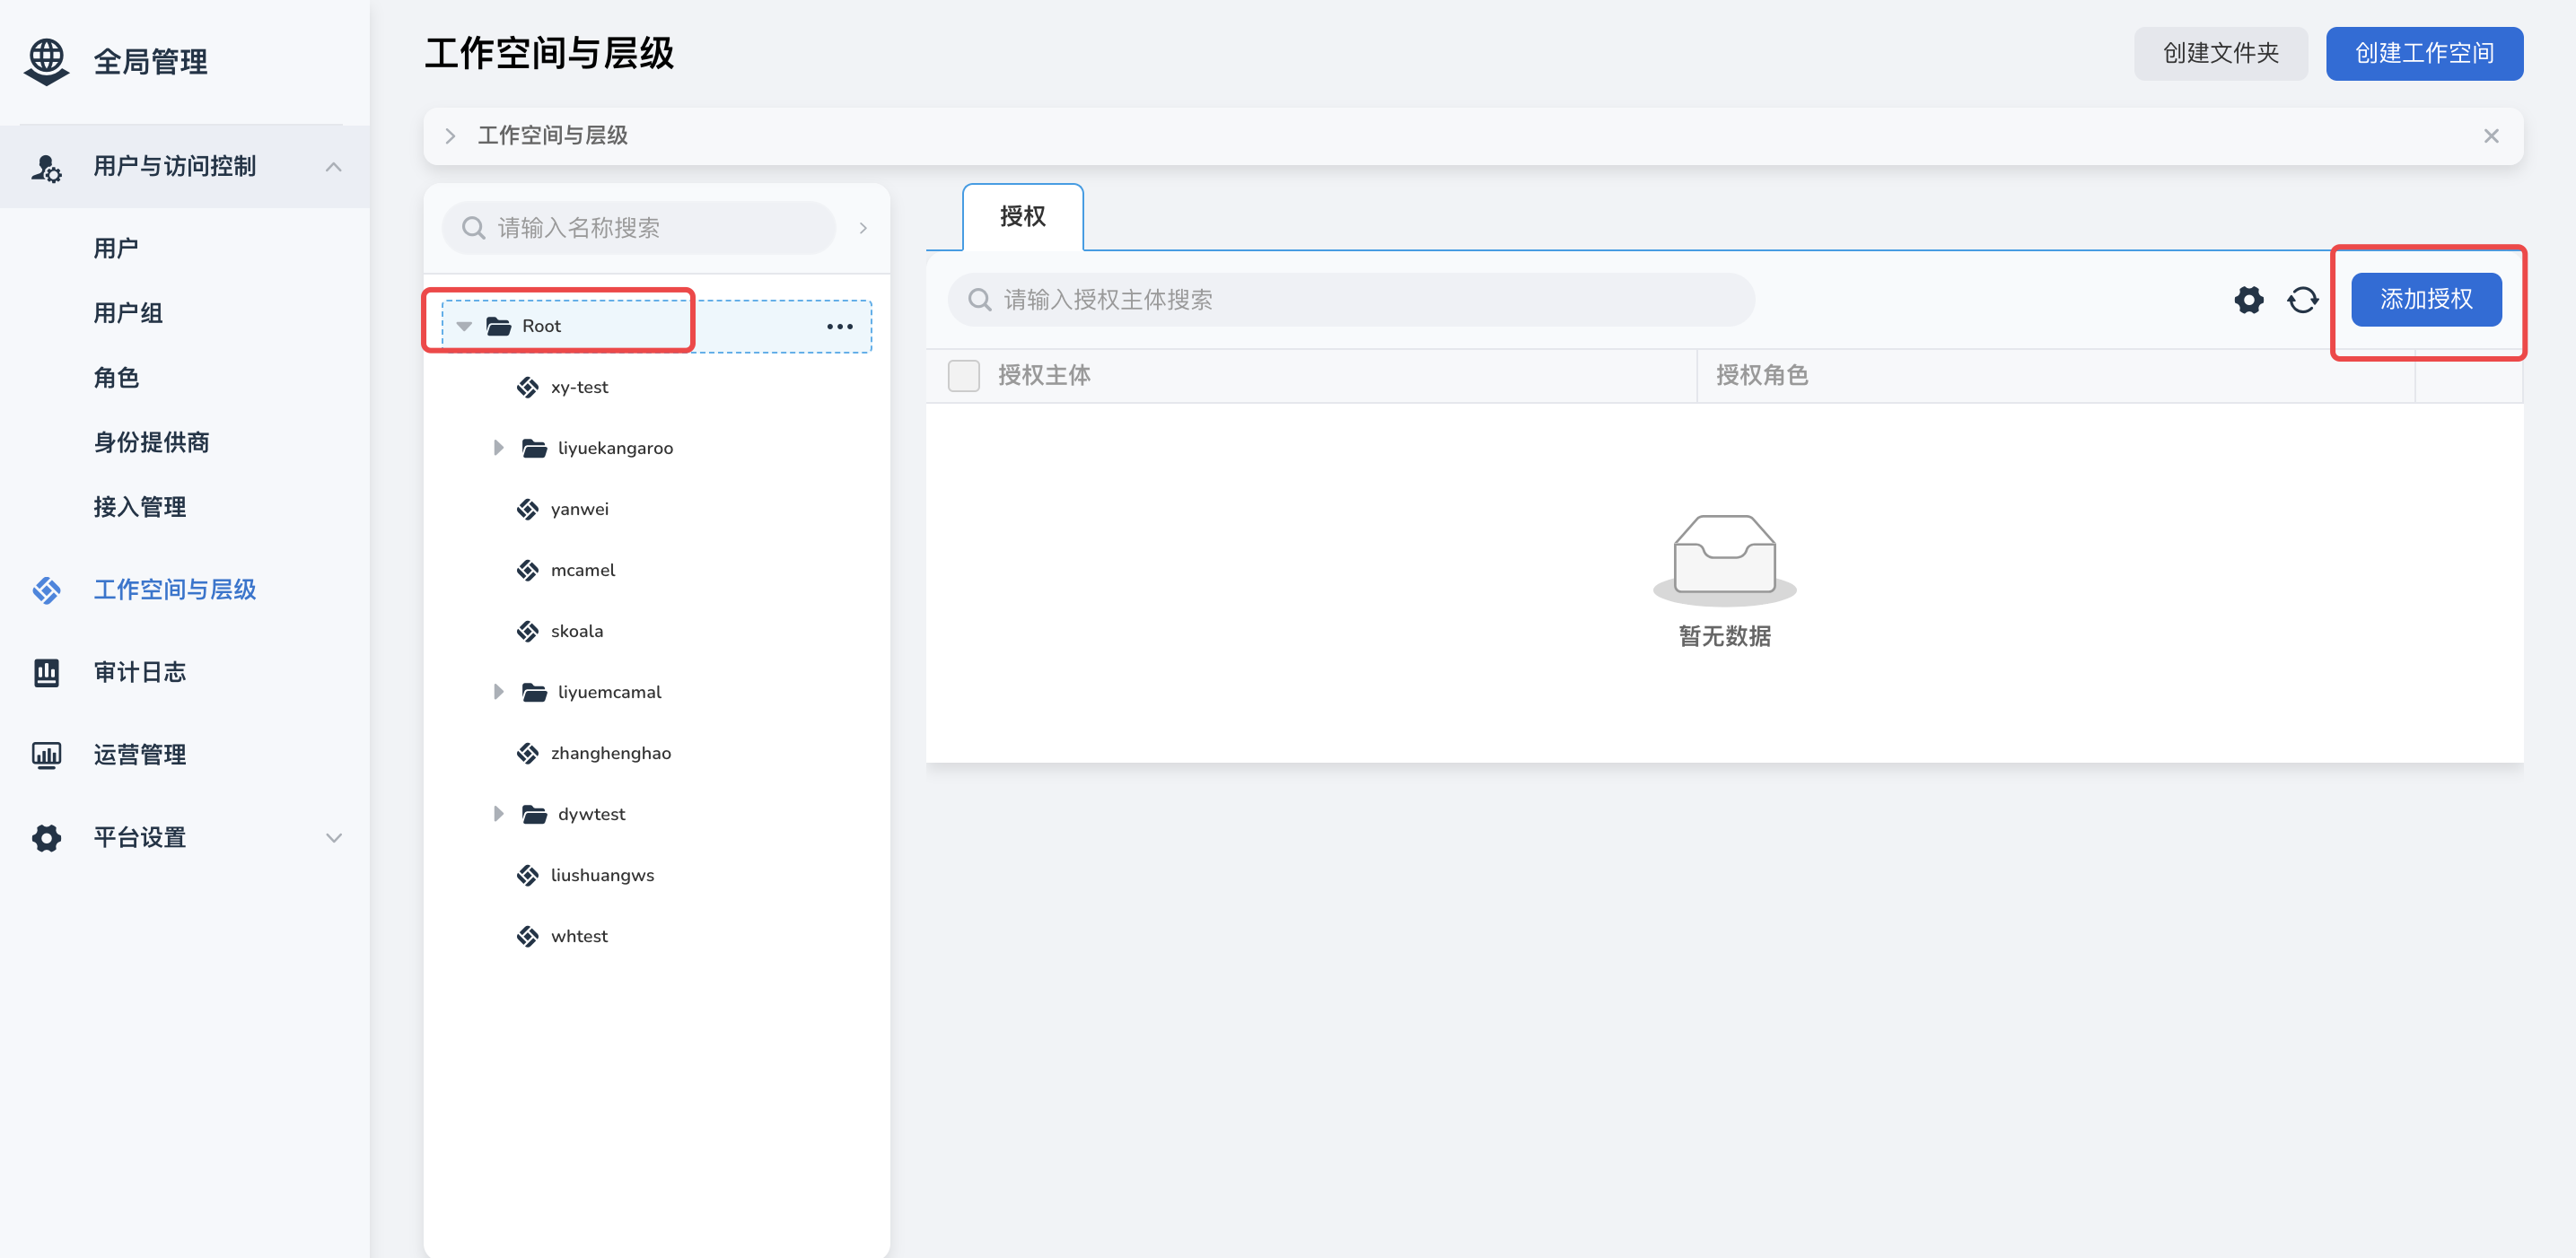 全局管理
用户与访问控制
用户
用户组
角色
身份提供商
接入管理
工作空间与层级
审计日志
运营管理
平台设置
工作空间与层级
创建文件夹
创建工作空间
工作空间与层级
请输入名称搜索
Root
xy-test
liyuekangaroo
yanwei
mcamel
skoala
liyuemcamal
zhanghenghao
dywtest
liushuangws
whtest
授权
请输入授权主体搜索
添加授权
授权主体
授权角色
暂无数据